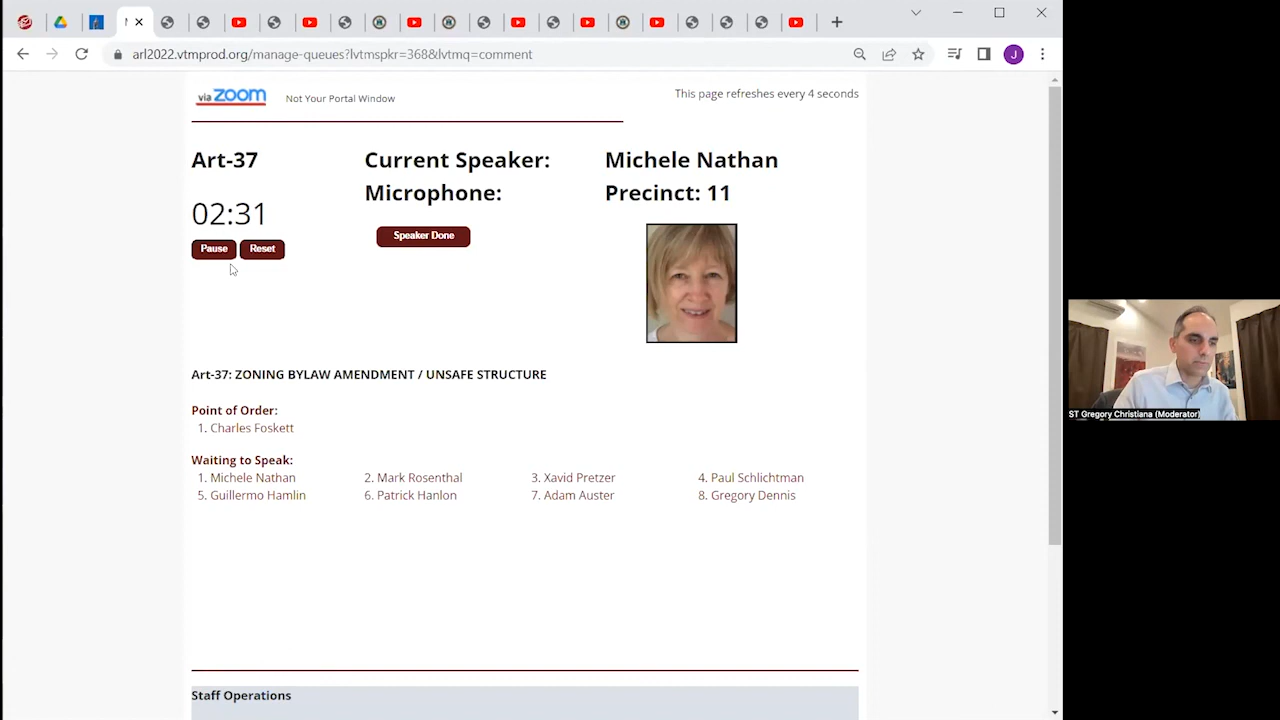 arl2022.vtmprod.org/manage-queues?lvtmspkr=368&lvtmq=comment
J
via zoom
Not Your Portal Window
This page refreshes every 4 seconds
Art-37
Current Speaker:
Michele Nathan
Microphone:
Precinct: 11
02:31
Pause
Reset
Speaker Done
Art-37: ZONING BYLAW AMENDMENT / UNSAFE STRUCTURE
Point of Order:
1. Charles Foskett
Waiting to Speak:
1. Michele Nathan
2. Mark Rosenthal
3. Xavid Pretzer
4. Paul Schlichtman
5. Guillermo Hamlin
6. Patrick Hanlon
7. Adam Auster
8. Gregory Dennis
Staff Operations
ST Gregory Christiana (Moderator)